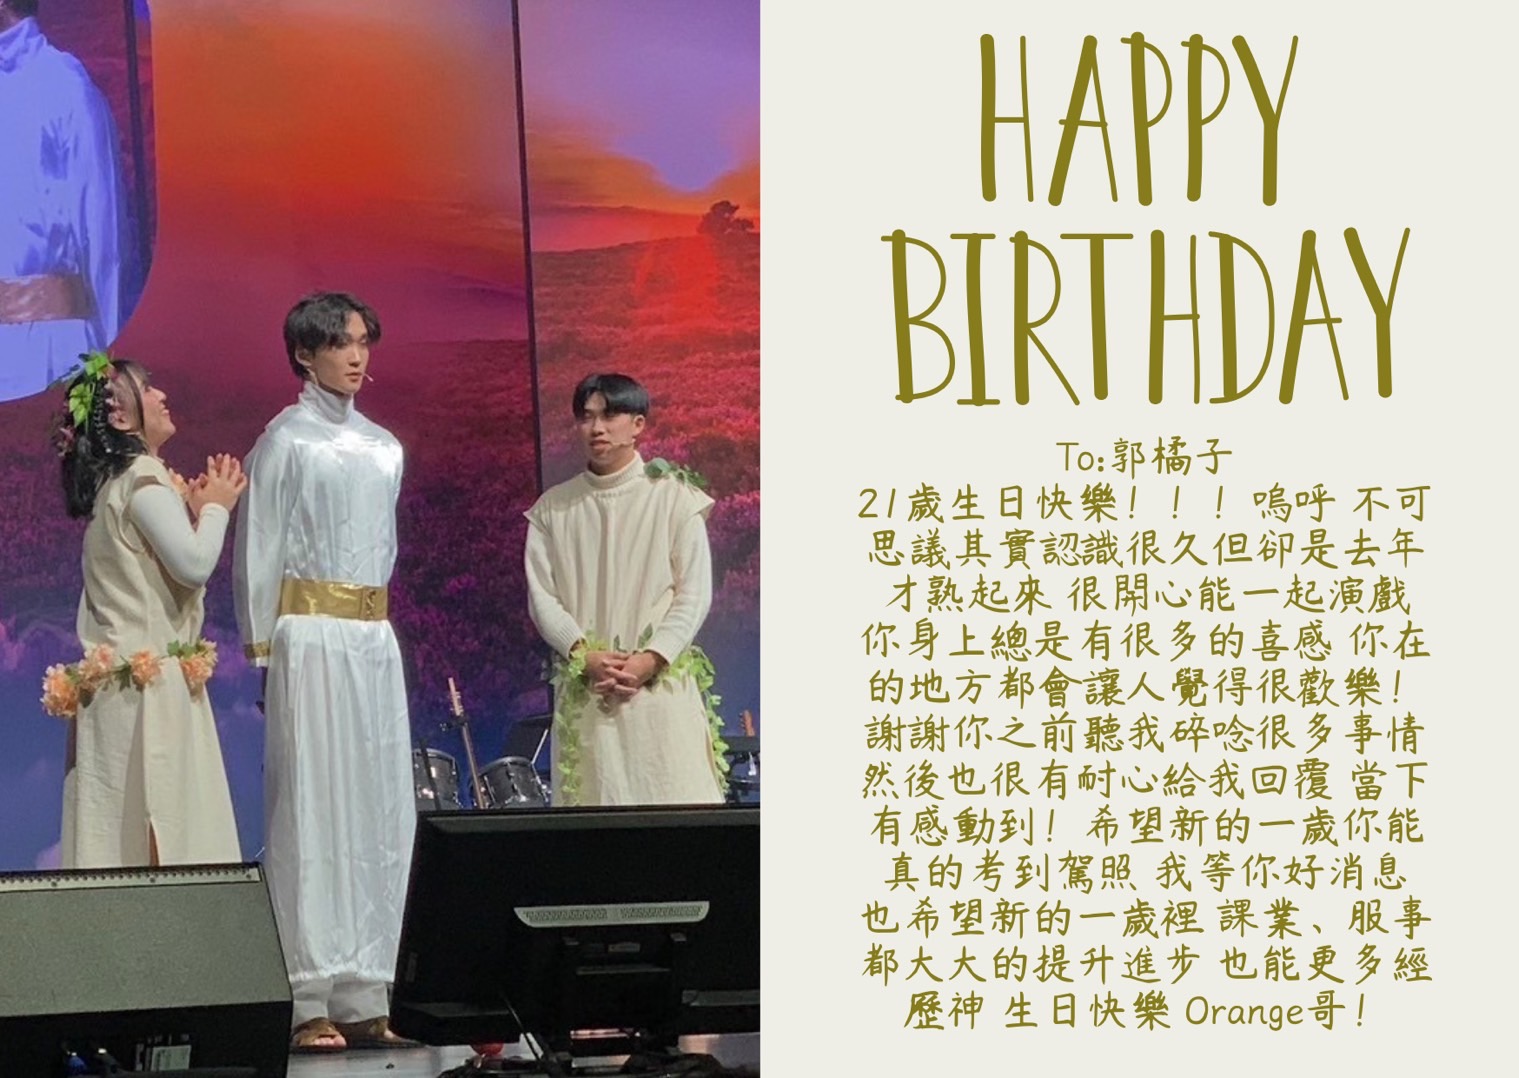 HAPPY
BIRTHDAY
To:郭橘子
21歲生日快樂！！！嗚呼 不可
思議其實認識很久但卻是去年
才熟起來 很開心能一起演戲
你身上總是有很多的喜感 你在
的地方都會讓人覺得很歡樂！
謝謝你之前聽我碎唸很多事情
然後也很有耐心給我回覆 當下
有感動到！ 希望新的一歲你能
真的考到駕照 我等你好消息
也希望新的一歲裡 課業、服事
都大大的提升進步 也能更多經
歷神 生日快樂 Orange哥！